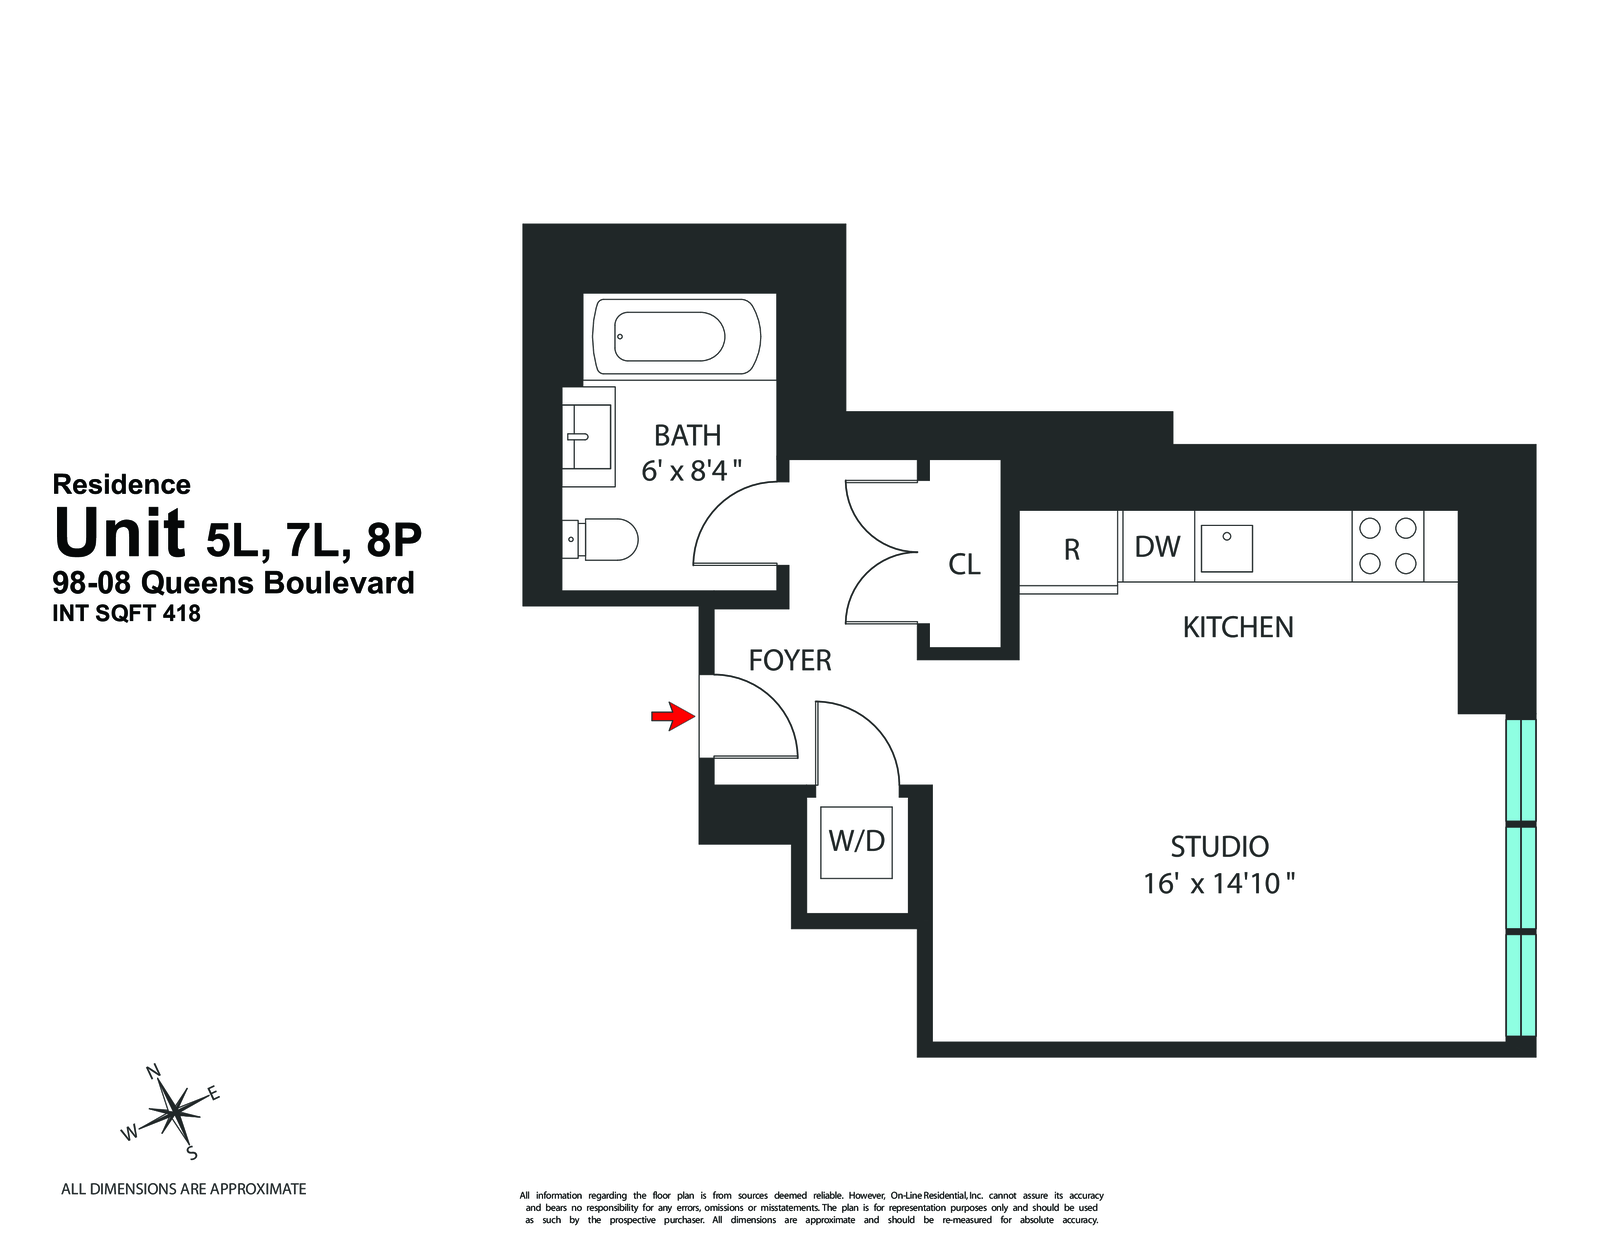 BATH
6' x 8'4"
CL
R
DW
KITCHEN
FOYER
W/D
STUDIO
16' x 14'10"
Residence
Unit 5L, 7L, 8P
98-08 Queens Boulevard
INT SQFT 418
N
E
W
S
ALL DIMENSIONS ARE APPROXIMATE
All information regarding the floor plan is from sources deemed reliable. However, On-Line Residential, Inc. cannot assure its accuracy
and bears no responsibility for any errors, omissions or misstatements. The plan is for representation purposes only and should be used
as such by the prospective purchaser. All dimensions are approximate and should be re-measured for absolute accuracy.